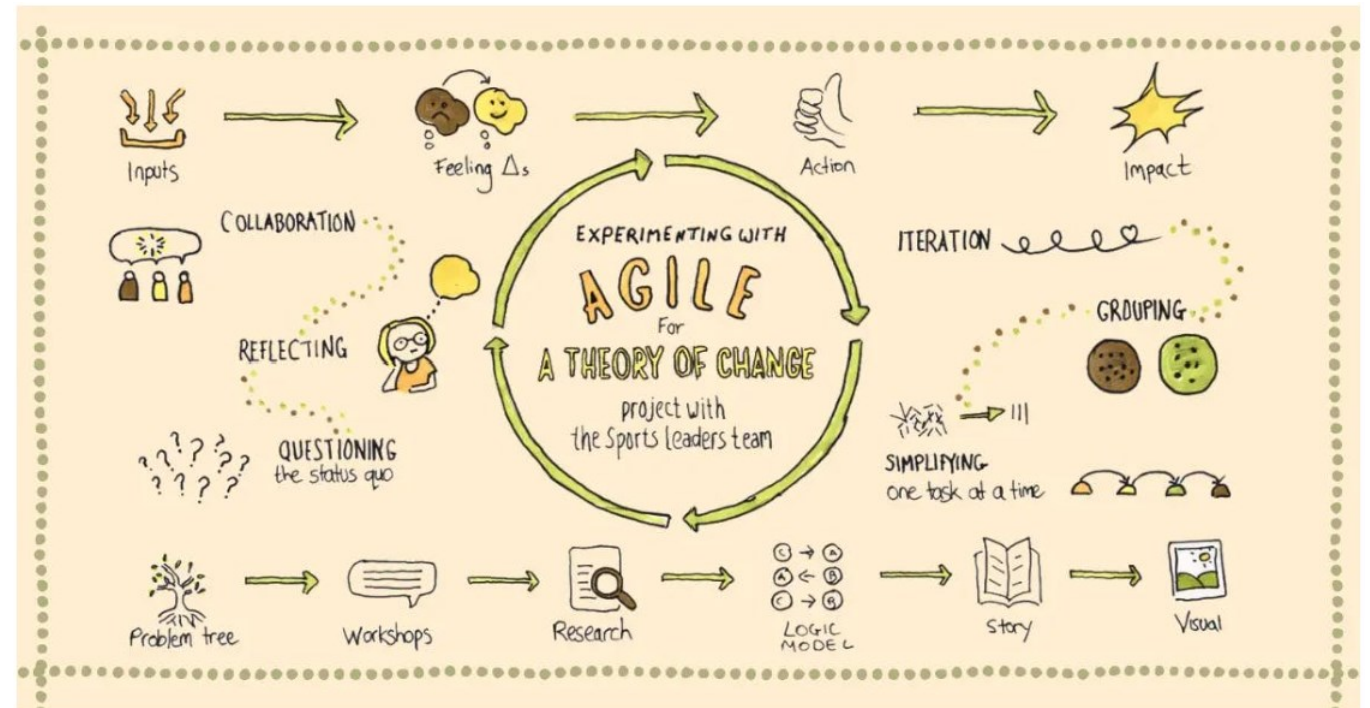 Inputs
Feeling Δs
Action
Impact
COLLABORATION
REFLECTING
QUESTIONING
the status quo
? ? ? ? ? ? ? ? ? ? ?
EXPERIMENTING WITH
AGILE
For
A THEORY OF CHANGE
project with
the Sports leaders team
ITERATION
GROUPING
SIMPLIFYING
one task at a time
Problem tree
Workshops
Research
C → A
A ← B
C → B
LOGIC
MODEL
Story
Visual